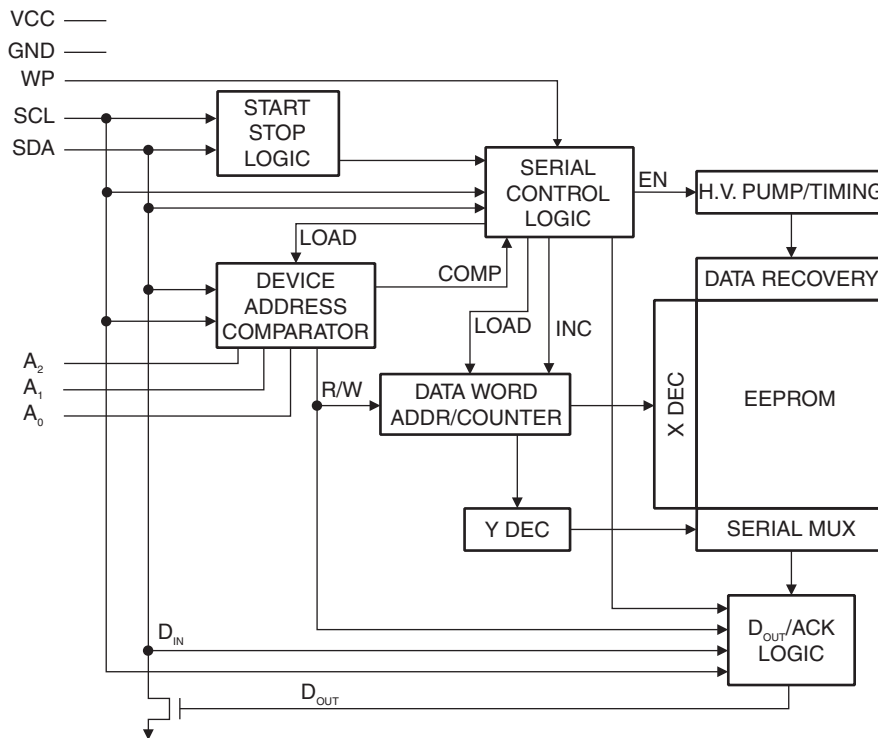 VCC
GND
WP
SCL
SDA
START
STOP
LOGIC
SERIAL
CONTROL
LOGIC
EN
H.V. PUMP/TIMING
LOAD
COMP
DEVICE
ADDRESS
COMPARATOR
DATA RECOVERY
LOAD
INC
A2
A1
A0
R/W
DATA WORD
ADDR/COUNTER
X DEC
EEPROM
Y DEC
SERIAL MUX
DIN
DOUT/ACK
LOGIC
DOUT